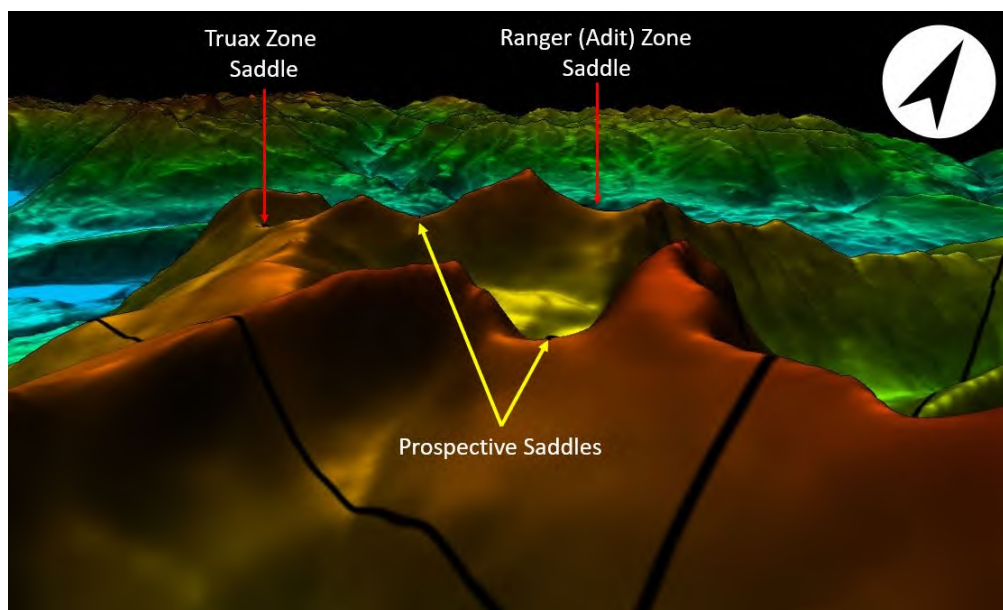 Truax Zone
Saddle
Ranger (Adit) Zone
Saddle
Prospective Saddles